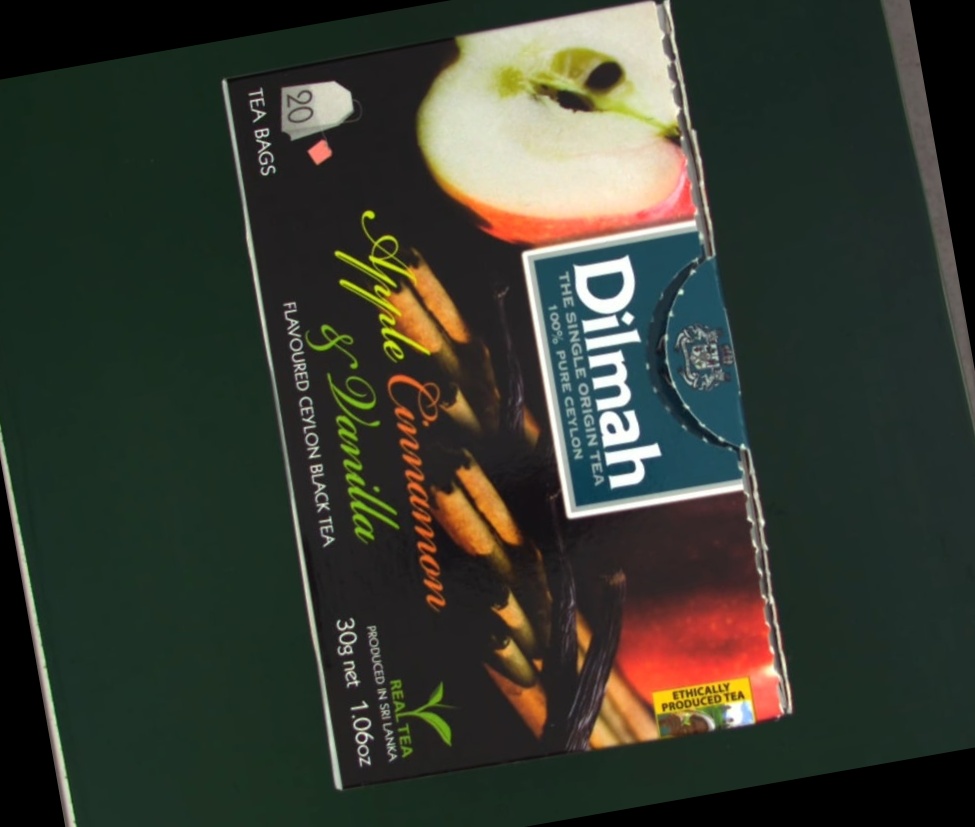 Dilmah
THE SINGLE ORIGIN TEA
100% PURE CEYLON
Apple Cinnamon
& Vanilla
FLAVOURED CEYLON BLACK TEA
20
TEA BAGS
ETHICALLY
PRODUCED TEA
REAL TEA
PRODUCED IN SRI LANKA
30g net 1.06oz